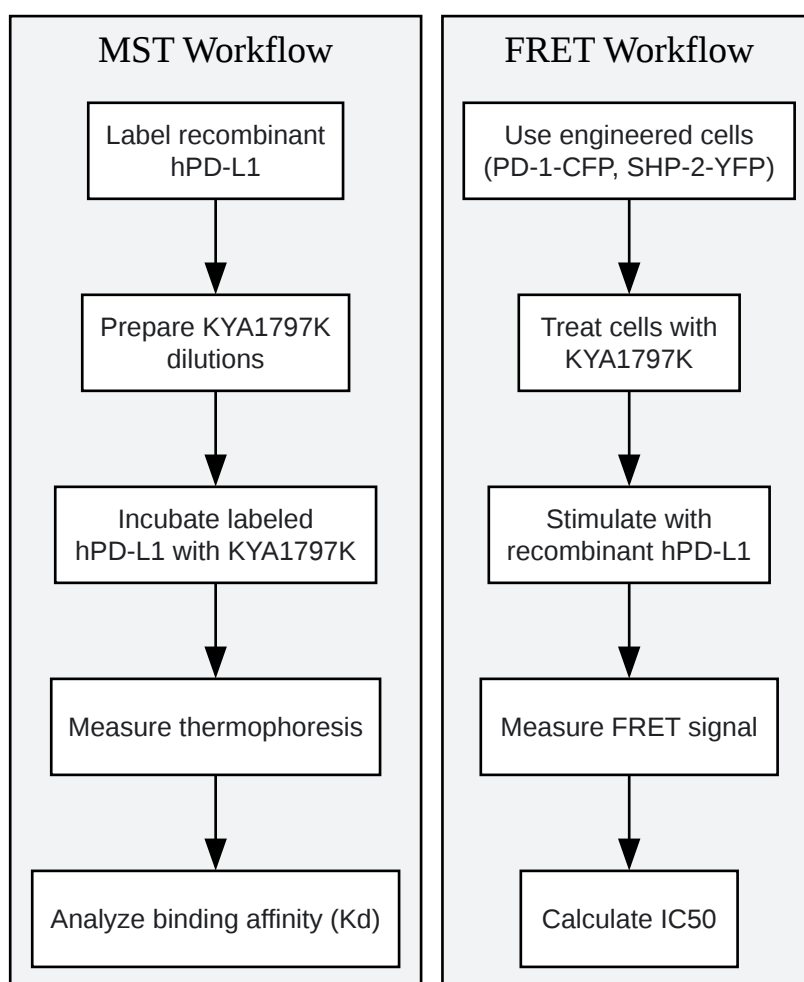 MST Workflow
Label recombinant
hPD-L1
Prepare KYA1797K
dilutions
Incubate labeled
hPD-L1 with KYA1797K
Measure thermophoresis
Analyze binding affinity (Kd)
FRET Workflow
Use engineered cells
(PD-1-CFP, SHP-2-YFP)
Treat cells with
KYA1797K
Stimulate with
recombinant hPD-L1
Measure FRET signal
Calculate IC50